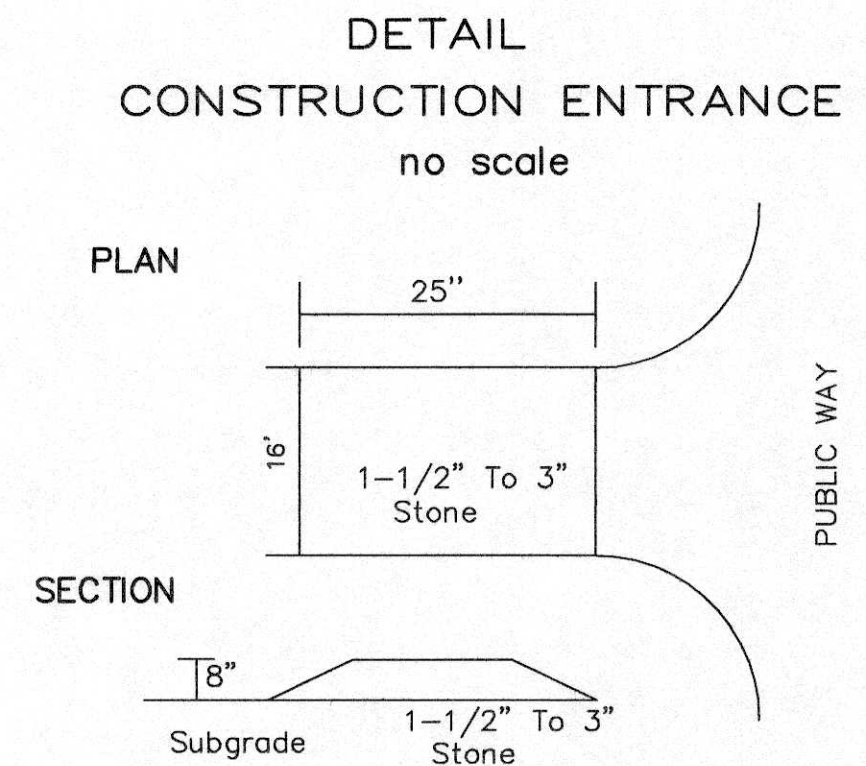 DETAIL
CONSTRUCTION ENTRANCE
no scale
PLAN
25"
16'
1-1/2" To 3"
Stone
PUBLIC WAY
SECTION
8"
1-1/2" To 3"
Stone
Subgrade